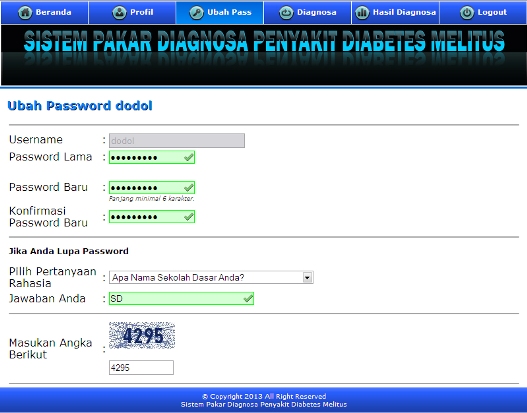 Beranda Profil Ubah Pass Diagnosa Hasil Diagnosa Logout
SISTEM PAKAR DIAGNOSA PENYAKIT DIABETES MELITUS
Ubah Password dodol
Username : dodol
Password Lama : •••••••••
Password Baru : •••••••••
Panjang minimal 6 karakter.
Konfirmasi
Password Baru : •••••••••
Jika Anda Lupa Password
Pilih Pertanyaan
Rahasia : Apa Nama Sekolah Dasar Anda?
Jawaban Anda : SD
4295
Masukan Angka
Berikut :
4295
© Copyright 2013 All Right Reserved
Sistem Pakar Diagnosa Penyakit Diabetes Melitus